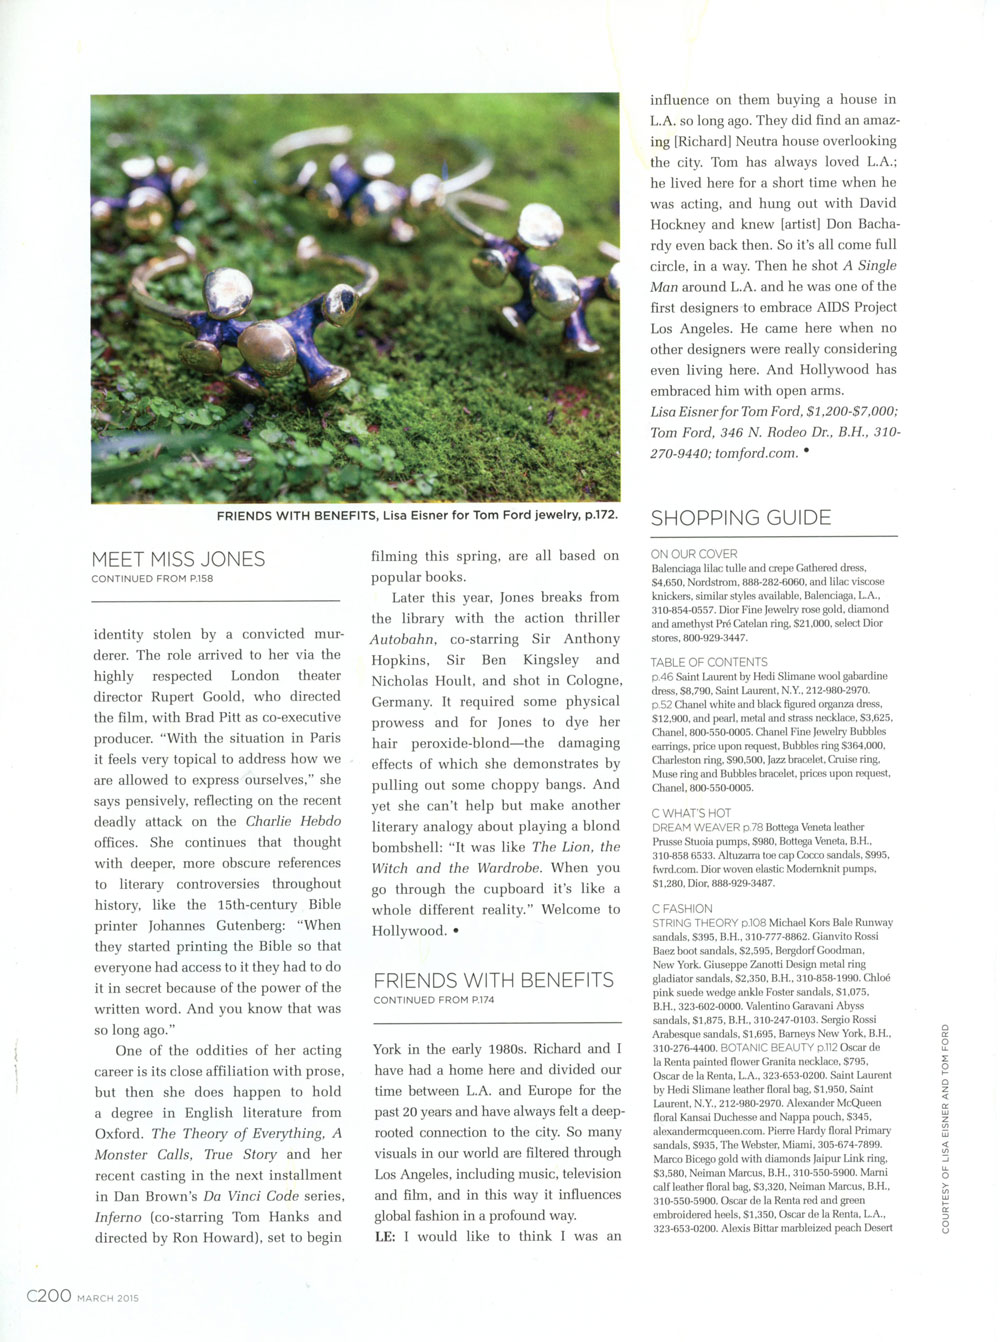 FRIENDS WITH BENEFITS, Lisa Eisner for Tom Ford jewelry, p.172.
MEET MISS JONES
CONTINUED FROM P.158
identity stolen by a convicted mur-
derer. The role arrived to her via the
highly respected London theater
director Rupert Goold, who directed
the film, with Brad Pitt as co-executive
producer. “With the situation in Paris
it feels very topical to address how we
are allowed to express ourselves,” she
says pensively, reflecting on the recent
deadly attack on the Charlie Hebdo
offices. She continues that thought
with deeper, more obscure references
to literary controversies throughout
history, like the 15th-century Bible
printer Johannes Gutenberg: “When
they started printing the Bible so that
everyone had access to it they had to do
it in secret because of the power of the
written word. And you know that was
so long ago.”
One of the oddities of her acting
career is its close affiliation with prose,
but then she does happen to hold
a degree in English literature from
Oxford. The Theory of Everything, A
Monster Calls, True Story and her
recent casting in the next installment
in Dan Brown’s Da Vinci Code series,
Inferno (co-starring Tom Hanks and
directed by Ron Howard), set to begin
filming this spring, are all based on
popular books.
Later this year, Jones breaks from
the library with the action thriller
Autobahn, co-starring Sir Anthony
Hopkins, Sir Ben Kingsley and
Nicholas Hoult, and shot in Cologne,
Germany. It required some physical
prowess and for Jones to dye her
hair peroxide-blond—the damaging
effects of which she demonstrates by
pulling out some choppy bangs. And
yet she can’t help but make another
literary analogy about playing a blond
bombshell: “It was like The Lion, the
Witch and the Wardrobe. When you
go through the cupboard it’s like a
whole different reality.” Welcome to
Hollywood. •
FRIENDS WITH BENEFITS
CONTINUED FROM P.174
York in the early 1980s. Richard and I
have had a home here and divided our
time between L.A. and Europe for the
past 20 years and have always felt a deep-
rooted connection to the city. So many
visuals in our world are filtered through
Los Angeles, including music, television
and film, and in this way it influences
global fashion in a profound way.
LE: I would like to think I was an
influence on them buying a house in
L.A. so long ago. They did find an amaz-
ing [Richard] Neutra house overlooking
the city. Tom has always loved L.A.;
he lived here for a short time when he
was acting, and hung out with David
Hockney and knew [artist] Don Bacha-
rdy even back then. So it’s all come full
circle, in a way. Then he shot A Single
Man around L.A. and he was one of the
first designers to embrace AIDS Project
Los Angeles. He came here when no
other designers were really considering
even living here. And Hollywood has
embraced him with open arms.
Lisa Eisner for Tom Ford, $1,200-$7,000;
Tom Ford, 346 N. Rodeo Dr., B.H., 310-
270-9440; tomford.com. •
SHOPPING GUIDE
ON OUR COVER
Balenciaga lilac tulle and crepe Gathered dress,
$4,650, Nordstrom, 888-282-6060, and lilac viscose
knickers, similar styles available, Balenciaga, L.A.,
310-854-0557. Dior Fine Jewelry rose gold, diamond
and amethyst Pré Catelan ring, $21,000, select Dior
stores, 800-929-3447.
TABLE OF CONTENTS
p.46 Saint Laurent by Hedi Slimane wool gabardine
dress, $8,790, Saint Laurent, N.Y., 212-980-2970.
p.52 Chanel white and black figured organza dress,
$12,900, and pearl, metal and strass necklace, $3,625,
Chanel, 800-550-0005. Chanel Fine Jewelry Bubbles
earrings, price upon request, Bubbles ring $364,000,
Charleston ring, $90,500, Jazz bracelet, Cruise ring,
Muse ring and Bubbles bracelet, prices upon request,
Chanel, 800-550-0005.
C WHAT’S HOT
DREAM WEAVER p.78 Bottega Veneta leather
Prusse Stuoia pumps, $980, Bottega Veneta, B.H.,
310-858 6533. Altuzarra toe cap Cocco sandals, $995,
fwrd.com. Dior woven elastic Modernknit pumps,
$1,280, Dior, 888-929-3487.
C FASHION
STRING THEORY p.108 Michael Kors Bale Runway
sandals, $395, B.H., 310-777-8862. Gianvito Rossi
Baez boot sandals, $2,595, Bergdorf Goodman,
New York. Giuseppe Zanotti Design metal ring
gladiator sandals, $2,350, B.H., 310-858-1990. Chloé
pink suede wedge ankle Foster sandals, $1,075,
B.H., 323-602-0000. Valentino Garavani Abyss
sandals, $1,875, B.H., 310-247-0103. Sergio Rossi
Arabesque sandals, $1,695, Barneys New York, B.H.,
310-276-4400. BOTANIC BEAUTY p.112 Oscar de
la Renta painted flower Granita necklace, $795,
Oscar de la Renta, L.A., 323-653-0200. Saint Laurent
by Hedi Slimane leather floral bag, $1,950, Saint
Laurent, N.Y., 212-980-2970. Alexander McQueen
floral Kansai Duchesse and Nappa pouch, $345,
alexandermcqueen.com. Pierre Hardy floral Primary
sandals, $935, The Webster, Miami, 305-674-7899.
Marco Bicego gold with diamonds Jaipur Link ring,
$3,580, Neiman Marcus, B.H., 310-550-5900. Marni
calf leather floral bag, $3,320, Neiman Marcus, B.H.,
310-550-5900. Oscar de la Renta red and green
embroidered heels, $1,350, Oscar de la Renta, L.A.,
323-653-0200. Alexis Bittar marbleized peach Desert
COURTESY OF LISA EISNER AND TOM FORD
C200 MARCH 2015